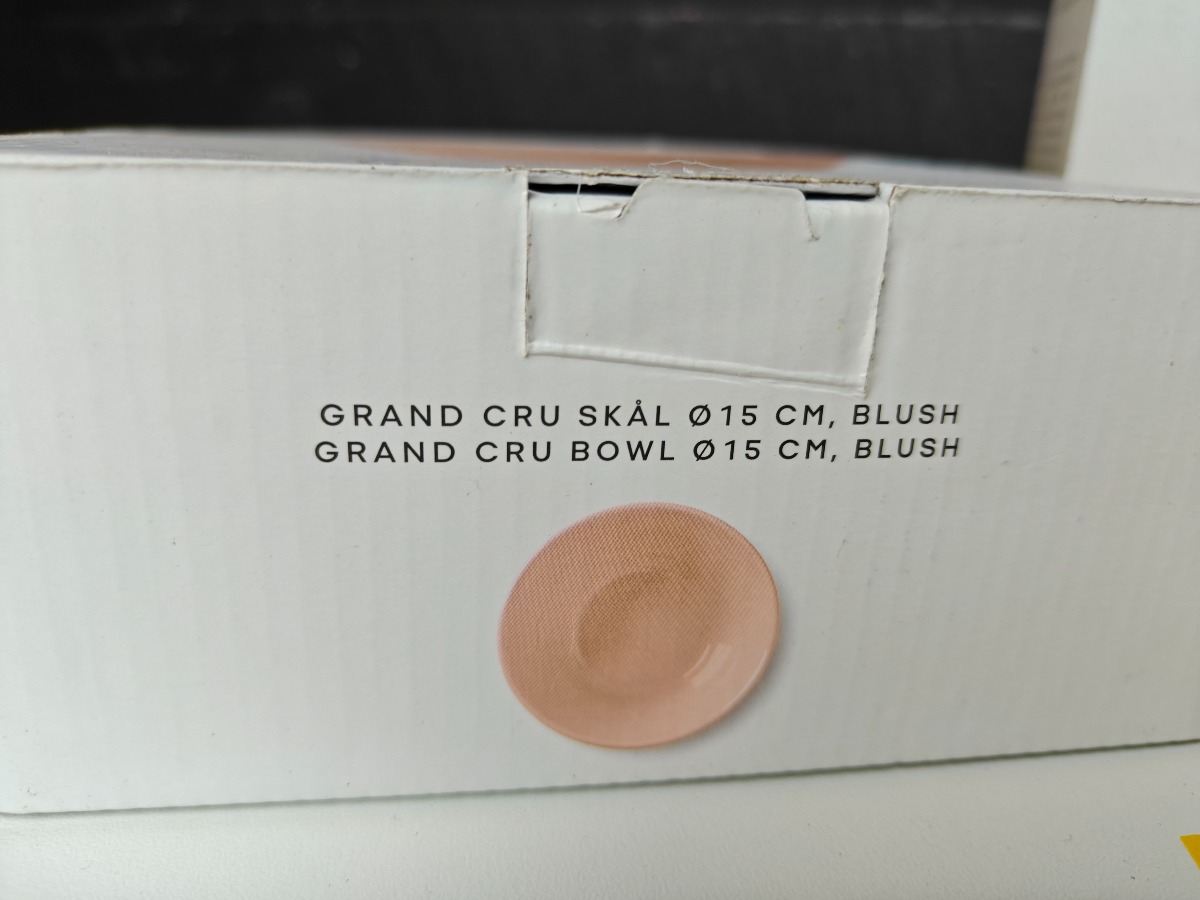 GRAND CRU SKÅL Ø15 CM, BLUSH
GRAND CRU BOWL Ø15 CM, BLUSH